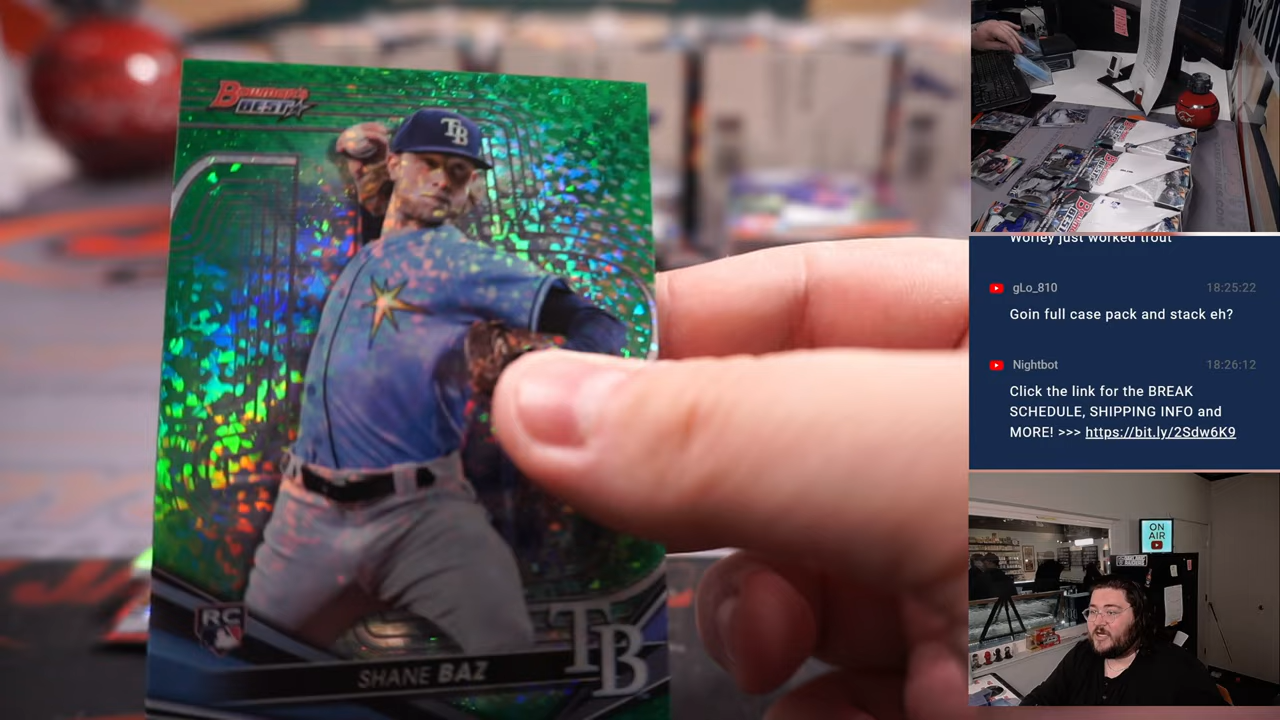 Bowman's
BEST
TB
RC
SHANE BAZ
TB
Worley just worked trout
gLo_810 18:25:22
Goin full case pack and stack eh?
Nightbot 18:26:12
Click the link for the BREAK
SCHEDULE, SHIPPING INFO and
MORE! >>> https://bit.ly/2Sdw6K9
ON
AIR